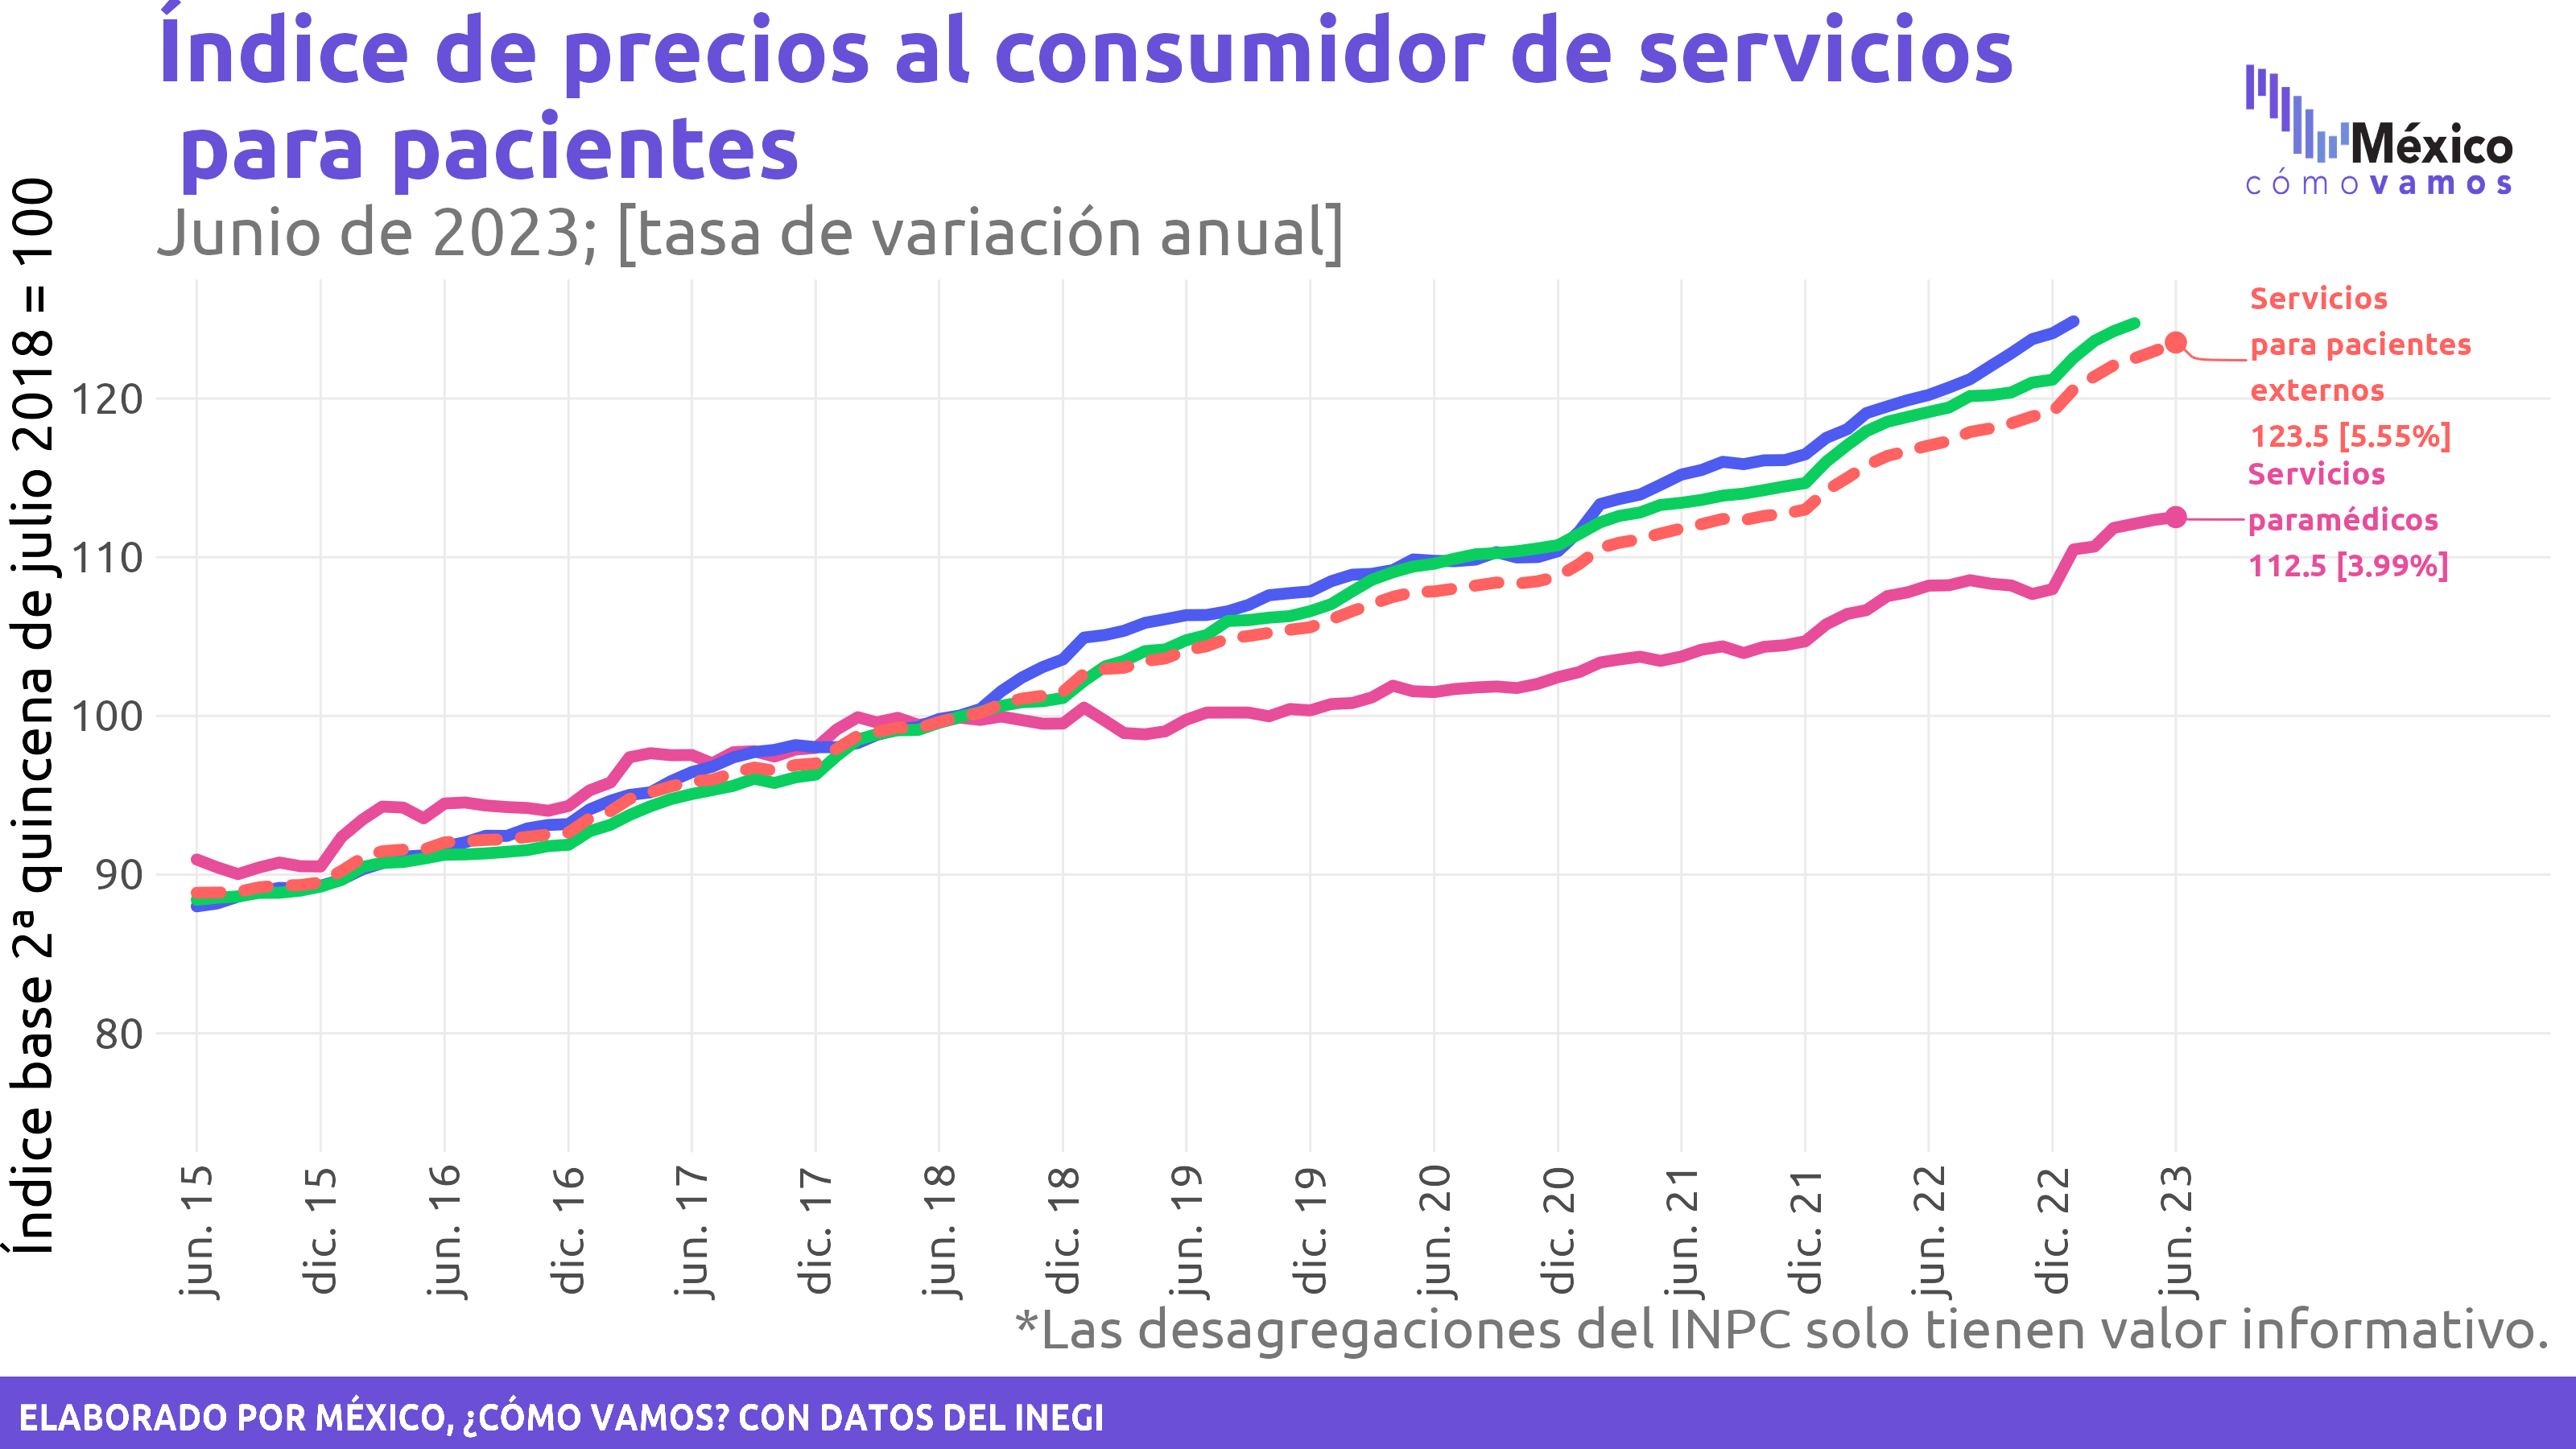 Índice de precios al consumidor de servicios
para pacientes
Junio de 2023; [tasa de variación anual]
México
cómo vamos
Índice base 2ª quincena de julio 2018 = 100
120
110
100
90
80
Servicios
para pacientes
externos
123.5 [5.55%]
Servicios
paramédicos
112.5 [3.99%]
jun. 15
dic. 15
jun. 16
dic. 16
jun. 17
dic. 17
jun. 18
dic. 18
jun. 19
dic. 19
jun. 20
dic. 20
jun. 21
dic. 21
jun. 22
dic. 22
jun. 23
*Las desagregaciones del INPC solo tienen valor informativo.
ELABORADO POR MÉXICO, ¿CÓMO VAMOS? CON DATOS DEL INEGI